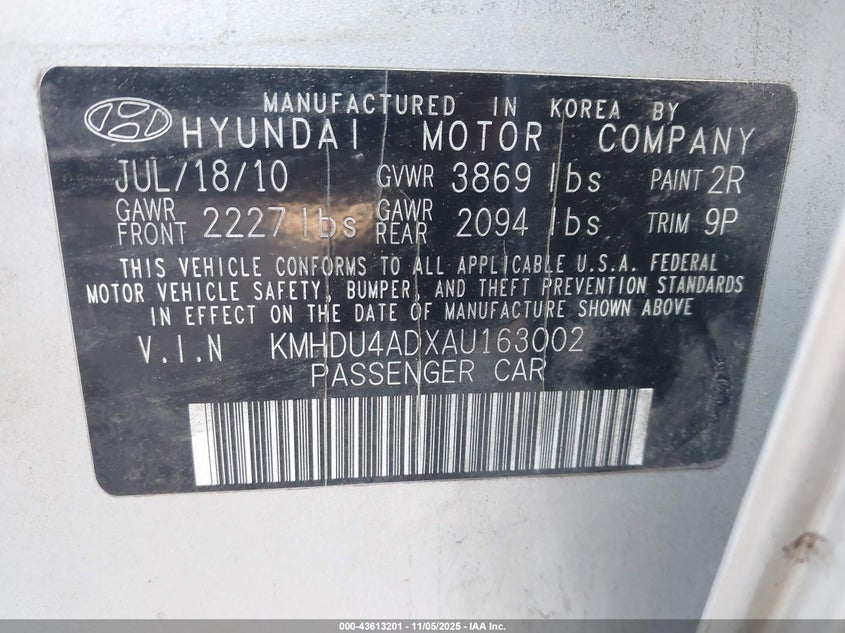 MANUFACTURED IN KOREA BY
HYUNDAI MOTOR COMPANY
JUL/18/10 GVWR 3869 lbs PAINT 2R
GAWR FRONT 2227 lbs GAWR REAR 2094 lbs TRIM 9P
THIS VEHICLE CONFORMS TO ALL APPLICABLE U.S.A. FEDERAL
MOTOR VEHICLE SAFETY, BUMPER, AND THEFT PREVENTION STANDARDS
IN EFFECT ON THE DATE OF MANUFACTURE SHOWN ABOVE
V.I.N KMHDU4ADXAU163002
PASSENGER CAR
000-43613201 - 11/05/2025 - IAA Inc.